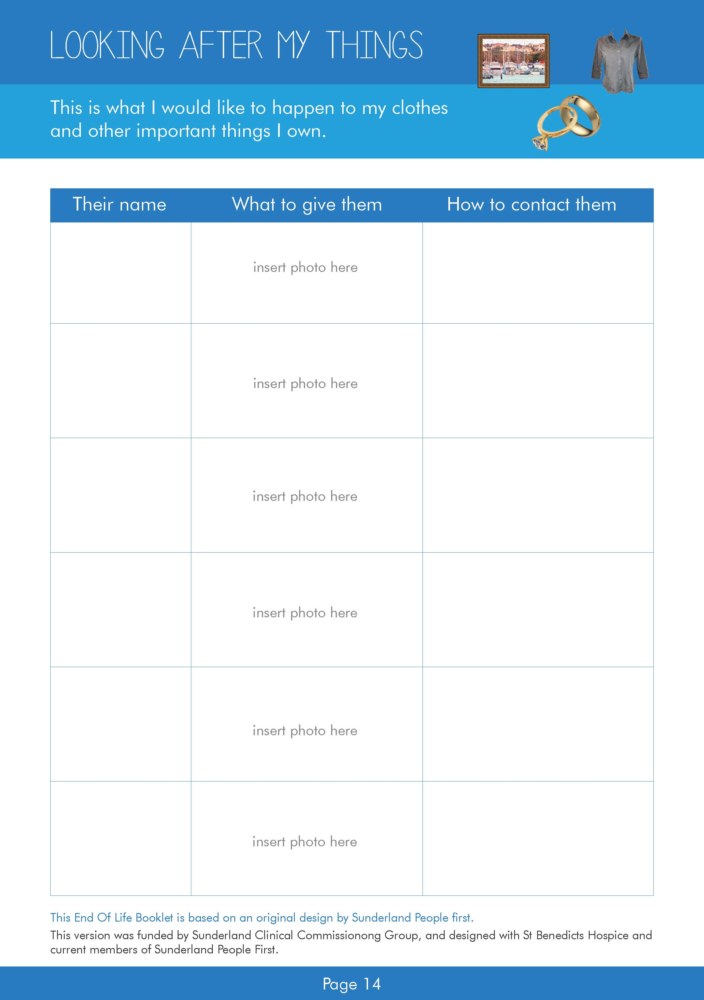 LOOKING AFTER MY THINGS
This is what I would like to happen to my clothes
and other important things I own.
Their name What to give them How to contact them
insert photo here
insert photo here
insert photo here
insert photo here
insert photo here
insert photo here
This End Of Life Booklet is based on an original design by Sunderland People first.
This version was funded by Sunderland Clinical Commissionong Group, and designed with St Benedicts Hospice and
current members of Sunderland People First.
Page 14